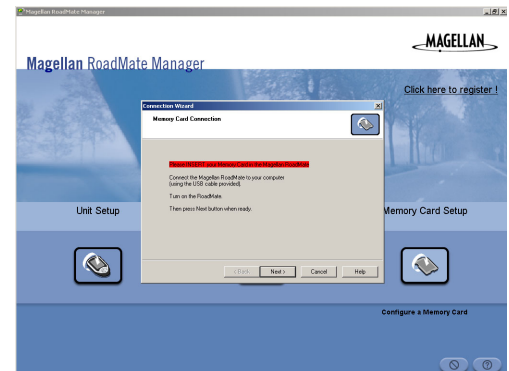 Magellan RoadMate Manager
MAGELLAN
Magellan RoadMate Manager
Click here to register !
Connection Wizard
Memory Card Connection
Please INSERT your Memory Card in the Magellan RoadMate
Connect the Magellan RoadMate to your computer
(using the USB cable provided).
Turn on the RoadMate.
Then press Next button when ready.
< Back
Next >
Cancel
Help
Unit Setup
Memory Card Setup
Configure a Memory Card